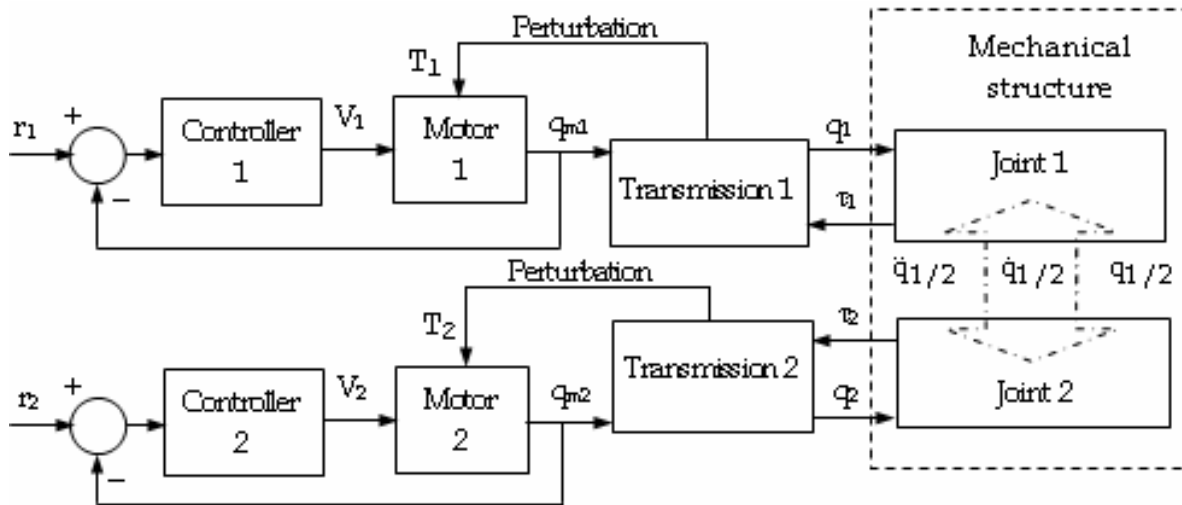 Perturbation
Mechanical
structure
T1
r1
+
−
Controller
1
V1
Motor
1
qm1
Transmission 1
q1
τ1
Joint 1
q̈1/2 q̇1/2 q1/2
Perturbation
T2
r2
+
−
Controller
2
V2
Motor
2
qm2
Transmission 2
τ2
q2
Joint 2